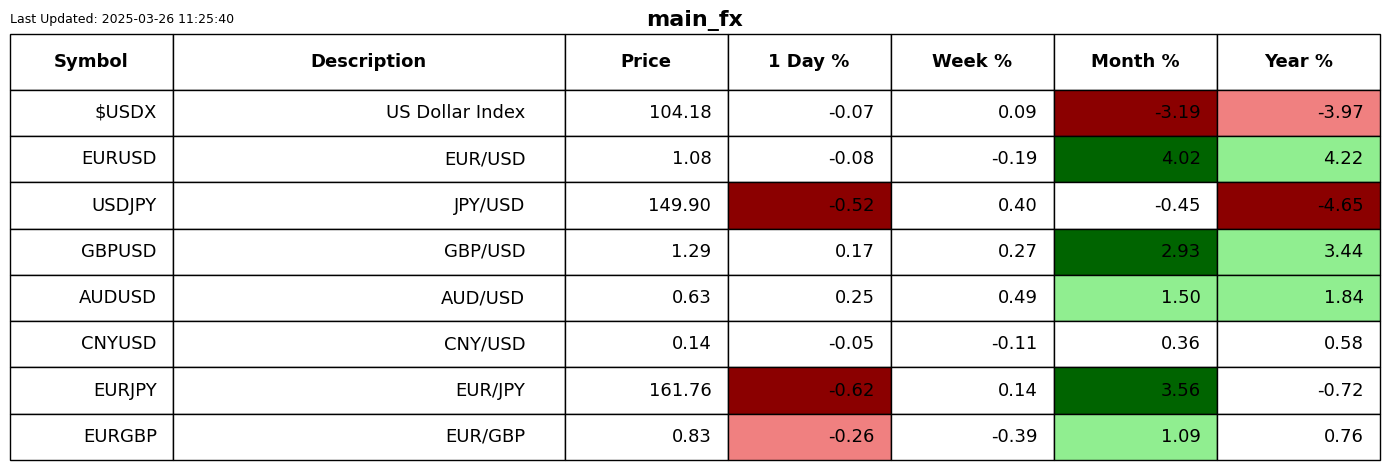 Last Updated: 2025-03-26 11:25:40
main_fx
Symbol Description Price 1 Day % Week % Month % Year %
$USDX US Dollar Index 104.18 -0.07 0.09 -3.19 -3.97
EURUSD EUR/USD 1.08 -0.08 -0.19 4.02 4.22
USDJPY JPY/USD 149.90 -0.52 0.40 -0.45 -4.65
GBPUSD GBP/USD 1.29 0.17 0.27 2.93 3.44
AUDUSD AUD/USD 0.63 0.25 0.49 1.50 1.84
CNYUSD CNY/USD 0.14 -0.05 -0.11 0.36 0.58
EURJPY EUR/JPY 161.76 -0.62 0.14 3.56 -0.72
EURGBP EUR/GBP 0.83 -0.26 -0.39 1.09 0.76